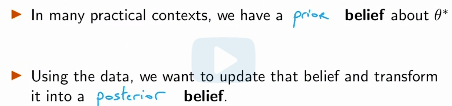 ▶ In many practical contexts, we have a prior belief about θ*
▶ Using the data, we want to update that belief and transform
it into a posterior belief.